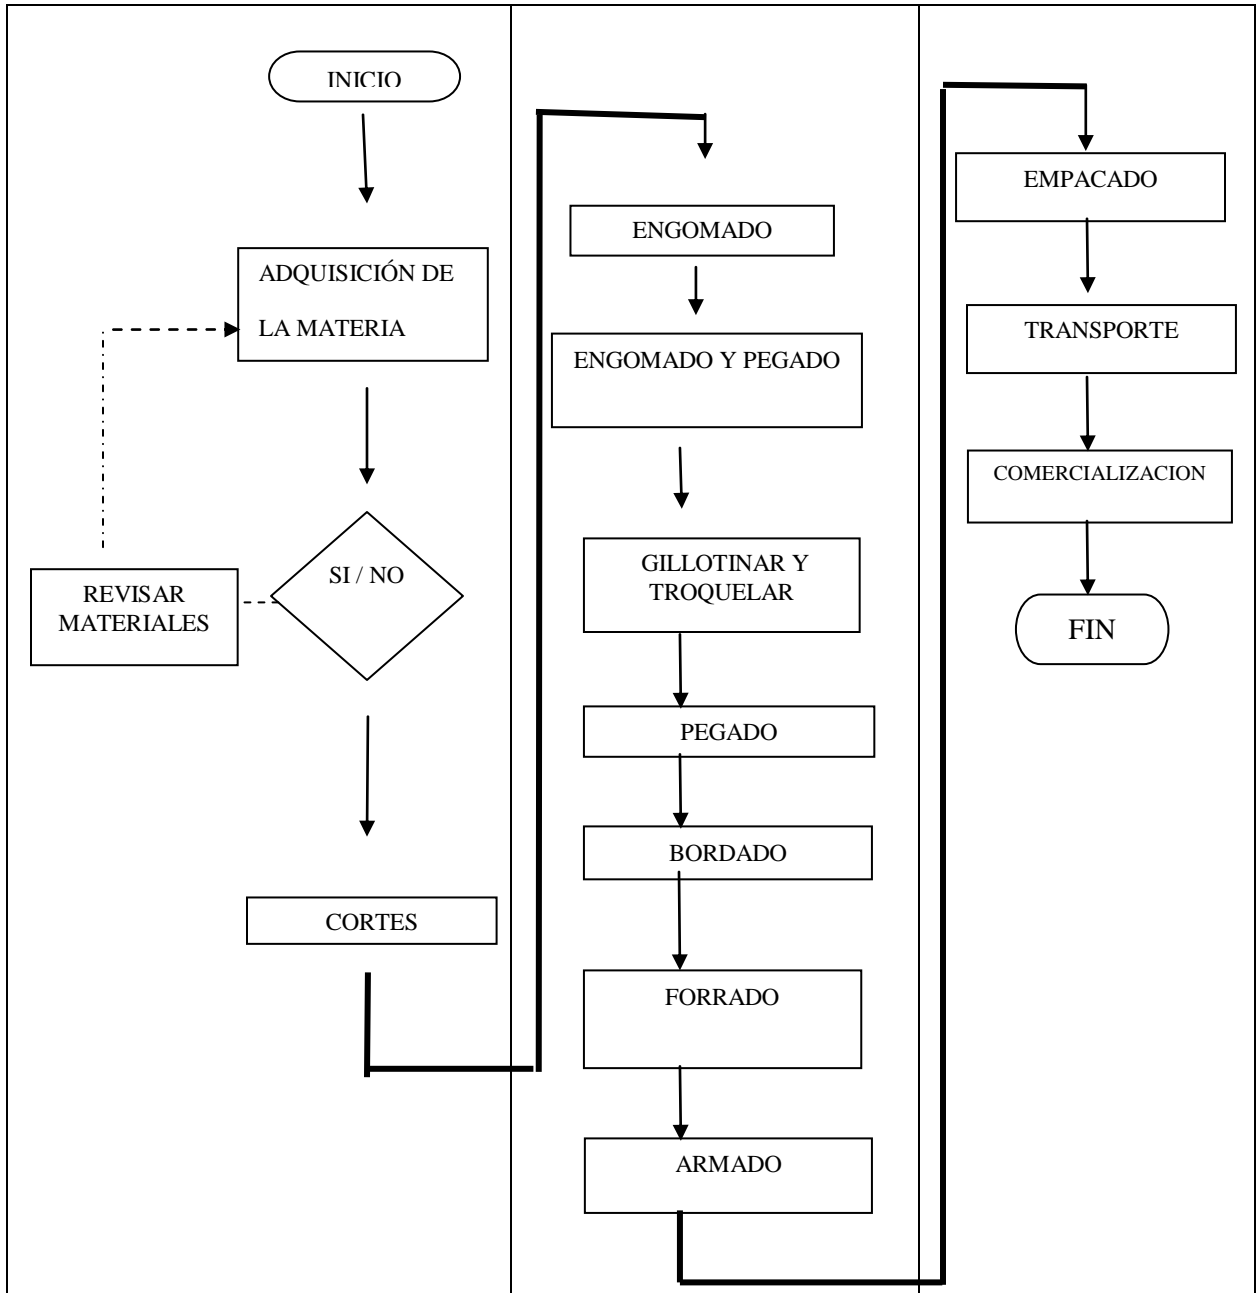 INICIO
ADQUISICIÓN DE
LA MATERIA
SI / NO
REVISAR
MATERIALES
CORTES
ENGOMADO
ENGOMADO Y PEGADO
GILLOTINAR Y
TROQUELAR
PEGADO
BORDADO
FORRADO
ARMADO
EMPACADO
TRANSPORTE
COMERCIALIZACION
FIN